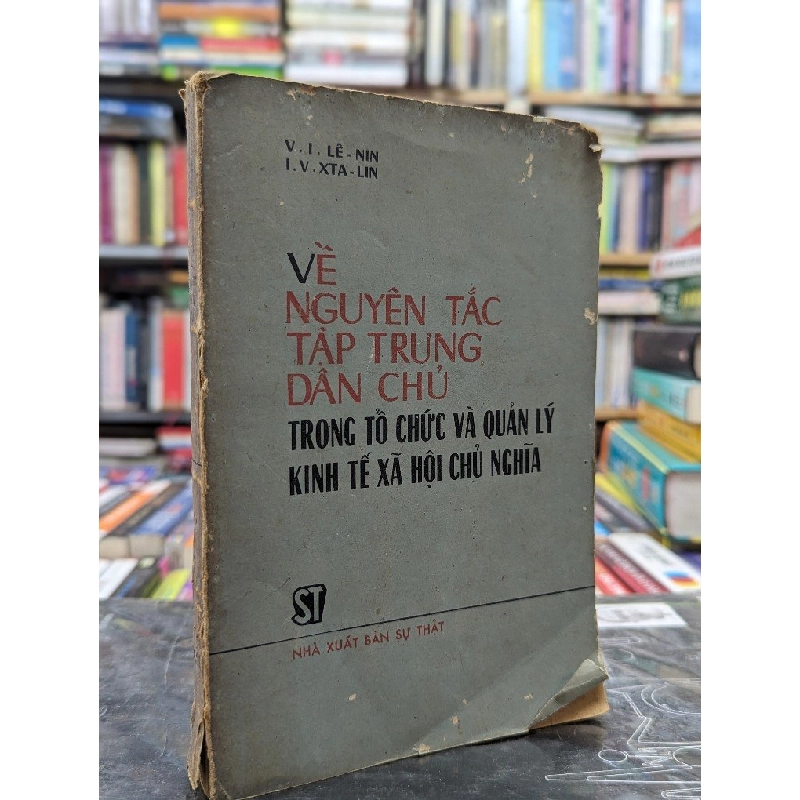 V.I. LÊ-NIN
I.V. XTA-LIN
VỀ
NGUYÊN TẮC
TẬP TRUNG
DÂN CHỦ
TRONG TỔ CHỨC VÀ QUẢN LÝ
KINH TẾ XÃ HỘI CHỦ NGHĨA
ST
NHÀ XUẤT BẢN SỰ THẬT